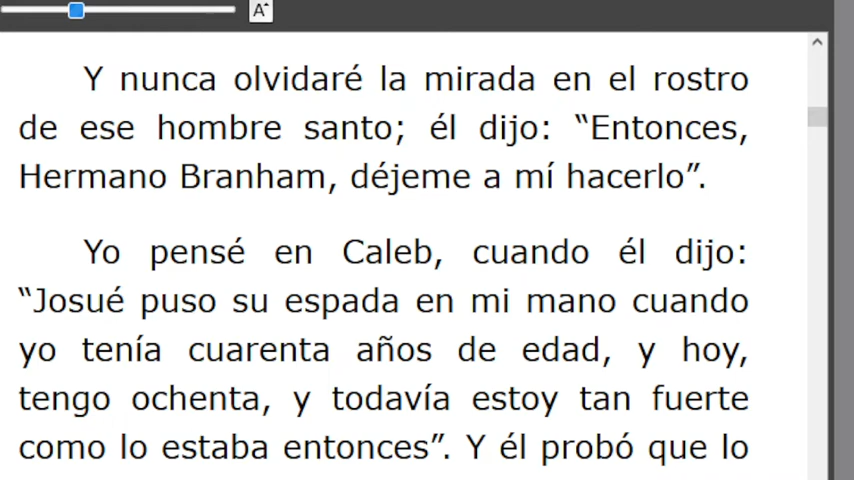 A
Y nunca olvidaré la mirada en el rostro
de ese hombre santo; él dijo: “Entonces,
Hermano Branham, déjeme a mí hacerlo”.
Yo pensé en Caleb, cuando él dijo:
“Josué puso su espada en mi mano cuando
yo tenía cuarenta años de edad, y hoy,
tengo ochenta, y todavía estoy tan fuerte
como lo estaba entonces”. Y él probó que lo